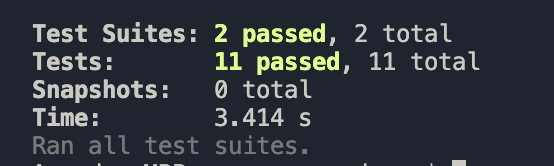 Test Suites: 2 passed, 2 total
Tests: 11 passed, 11 total
Snapshots: 0 total
Time: 3.414 s
Ran all test suites.